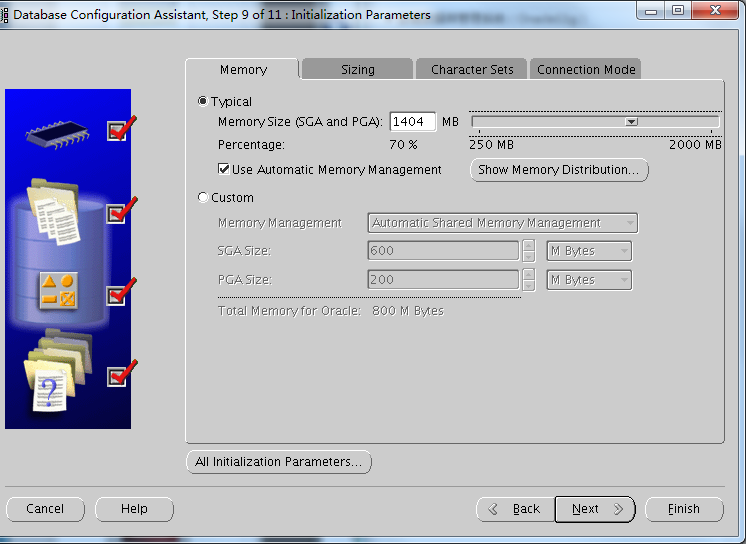 Database Configuration Assistant, Step 9 of 11 : Initialization Parameters
Memory Sizing Character Sets Connection Mode
Typical
Memory Size (SGA and PGA): 1404 MB
Percentage: 70 % 250 MB 2000 MB
Use Automatic Memory Management Show Memory Distribution...
Custom
Memory Management Automatic Shared Memory Management
SGA Size: 600 M Bytes
PGA Size: 200 M Bytes
Total Memory for Oracle: 800 M Bytes
?
All Initialization Parameters...
Cancel Help Back Next Finish